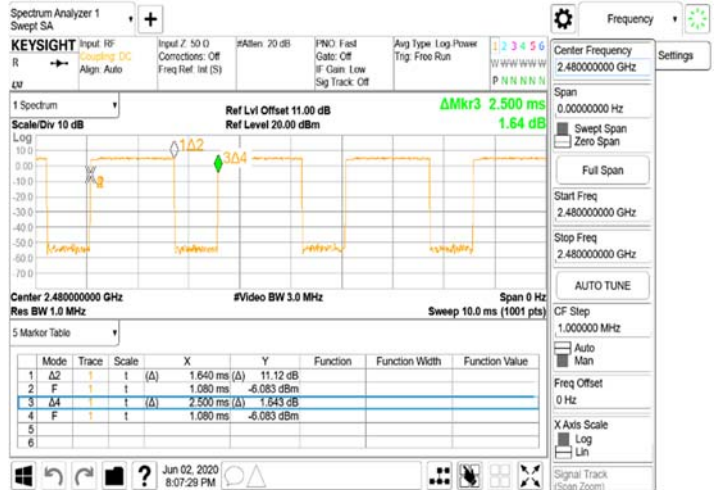 Spectrum Analyzer 1
Swept SA
+
Frequency
KEYSIGHT
R
Input: RF
Coupling: DC
Align: Auto
Input Z: 50 Ω
Corrections: Off
Freq Ref: Int (S)
#Atten: 20 dB
PNO: Fast
Gate: Off
IF Gain: Low
Sig Track: Off
Avg Type: Log-Power
Trig: Free Run
1 2 3 4 5 6
W W W W W W
P N N N N N
Center Frequency
2.480000000 GHz
Settings
1 Spectrum
Scale/Div 10 dB
Ref Lvl Offset 11.00 dB
Ref Level 20.00 dBm
ΔMkr3 2.500 ms
1.64 dB
Log
10.0
0.00
-10.0
-20.0
-30.0
-40.0
-50.0
-60.0
-70.0
1Δ2
3Δ4
Center 2.480000000 GHz
Res BW 1.0 MHz
#Video BW 3.0 MHz
Span 0 Hz
Sweep 10.0 ms (1001 pts)
Span
0.00000000 Hz
Swept Span
Zero Span
Full Span
Start Freq
2.480000000 GHz
Stop Freq
2.480000000 GHz
AUTO TUNE
CF Step
1.000000 MHz
Auto
Man
Freq Offset
0 Hz
X Axis Scale
Log
Lin
Signal Track
(Span Zoom)
5 Marker Table
Mode Trace Scale X Y Function Function Width Function Value
1 Δ2 1 t (Δ) 1.640 ms (Δ) 11.12 dB
2 F 1 t 1.080 ms -6.083 dBm
3 Δ4 1 t (Δ) 2.500 ms (Δ) 1.643 dB
4 F 1 t 1.080 ms -6.083 dBm
5
6
?
Jun 02, 2020
8:07:29 PM